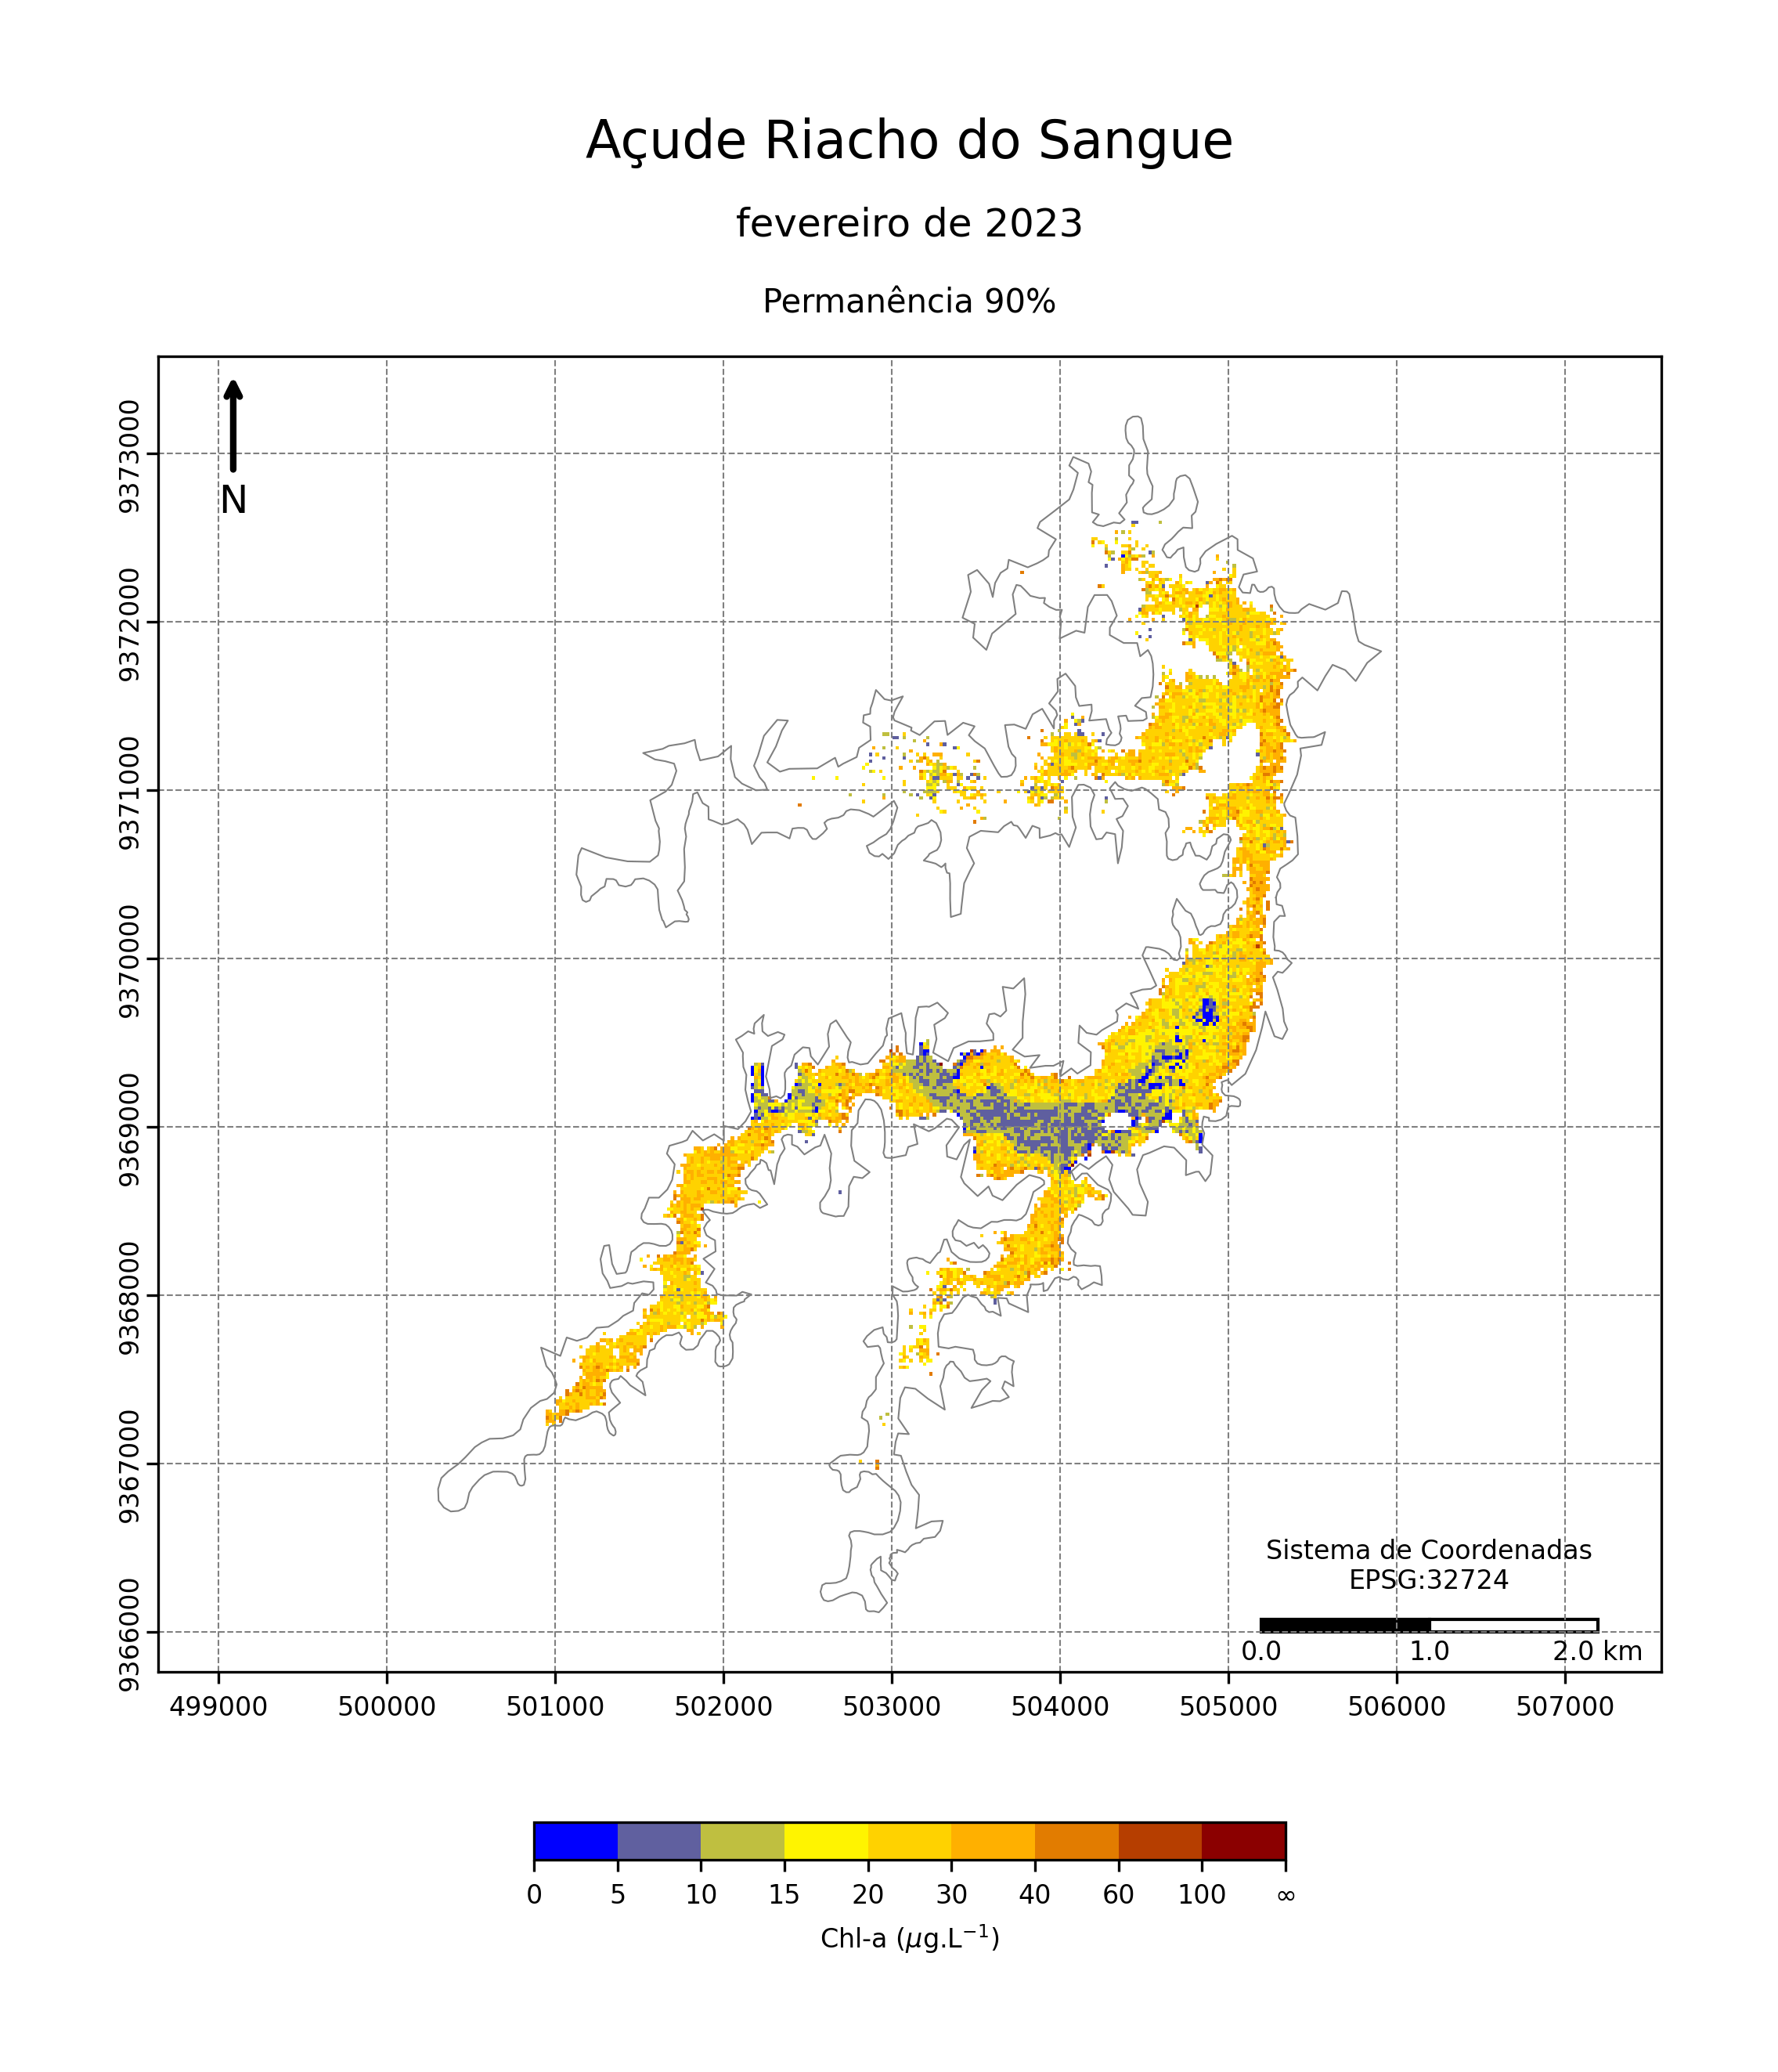 Açude Riacho do Sangue
fevereiro de 2023
Permanência 90%
N
9373000
9372000
9371000
9370000
9369000
9368000
9367000
9366000
Sistema de Coordenadas
EPSG:32724
0.0 1.0 2.0 km
499000 500000 501000 502000 503000 504000 505000 506000 507000
0 5 10 15 20 30 40 60 100 ∞
Chl-a (μg.L⁻¹)